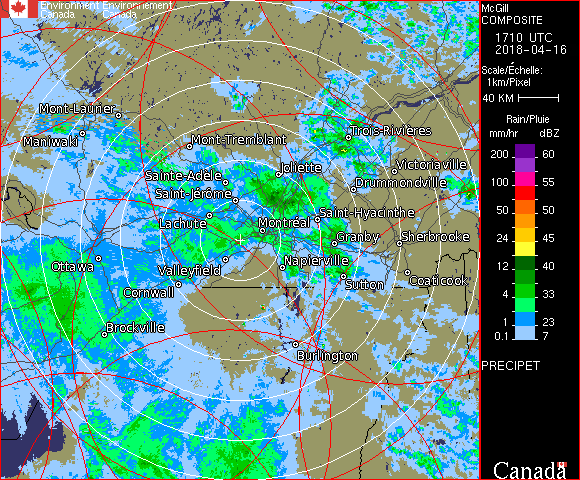 Environment Environnement
Canada Canada
McGill
COMPOSITE
1710 UTC
2018-04-16
Scale/Échelle:
1km/Pixel
40 KM
Rain/Pluie
mm/hr dBZ
200 60
100 55
50 50
24 45
12 40
4 33
1 23
0.1 7
PRECIPET
Canada
Mont-Laurier
Maniwaki
Mont-Tremblant
Trois-Rivières
Joliette
Victoriaville
Sainte-Adèle
Drummondville
Saint-Jérôme
Saint-Hyacinthe
Lachute
Montréal
Granby
Sherbrooke
Ottawa
Valleyfield
Napierville
Coaticook
Cornwall
Sutton
Brockville
Burlington